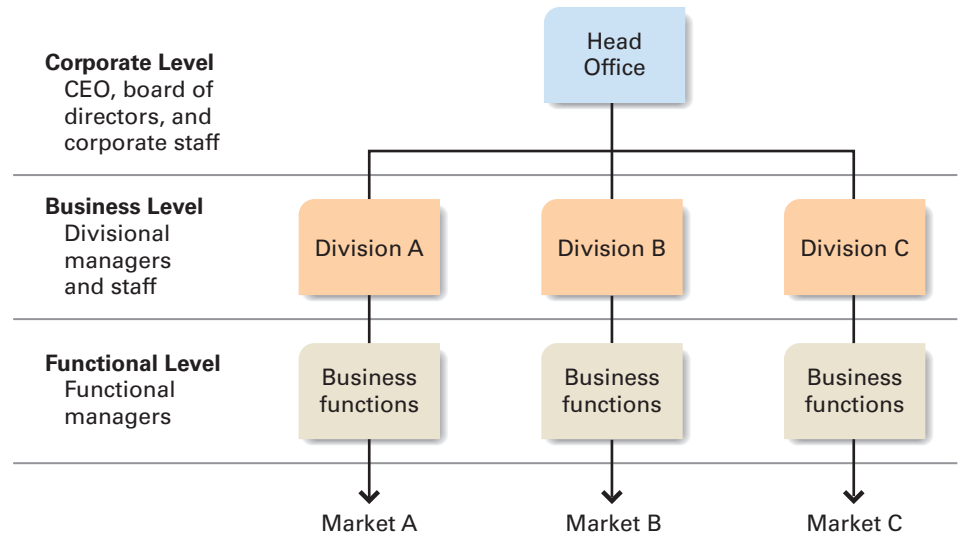 Head
Office
Corporate Level
CEO, board of
directors, and
corporate staff
Business Level
Divisional
managers
and staff
Division A
Division B
Division C
Functional Level
Functional
managers
Business
functions
Business
functions
Business
functions
Market A
Market B
Market C